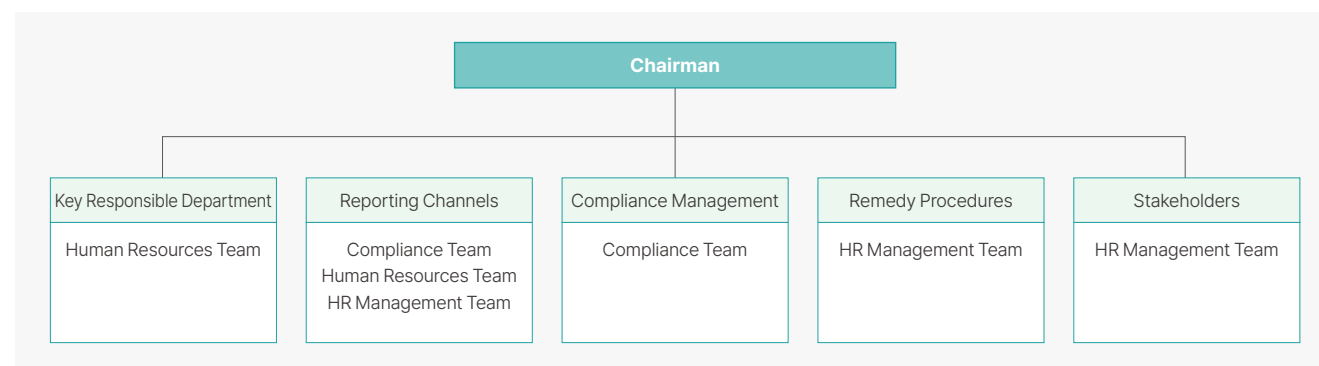 Chairman
Key Responsible Department
Human Resources Team
Reporting Channels
Compliance Team
Human Resources Team
HR Management Team
Compliance Management
Compliance Team
Remedy Procedures
HR Management Team
Stakeholders
HR Management Team